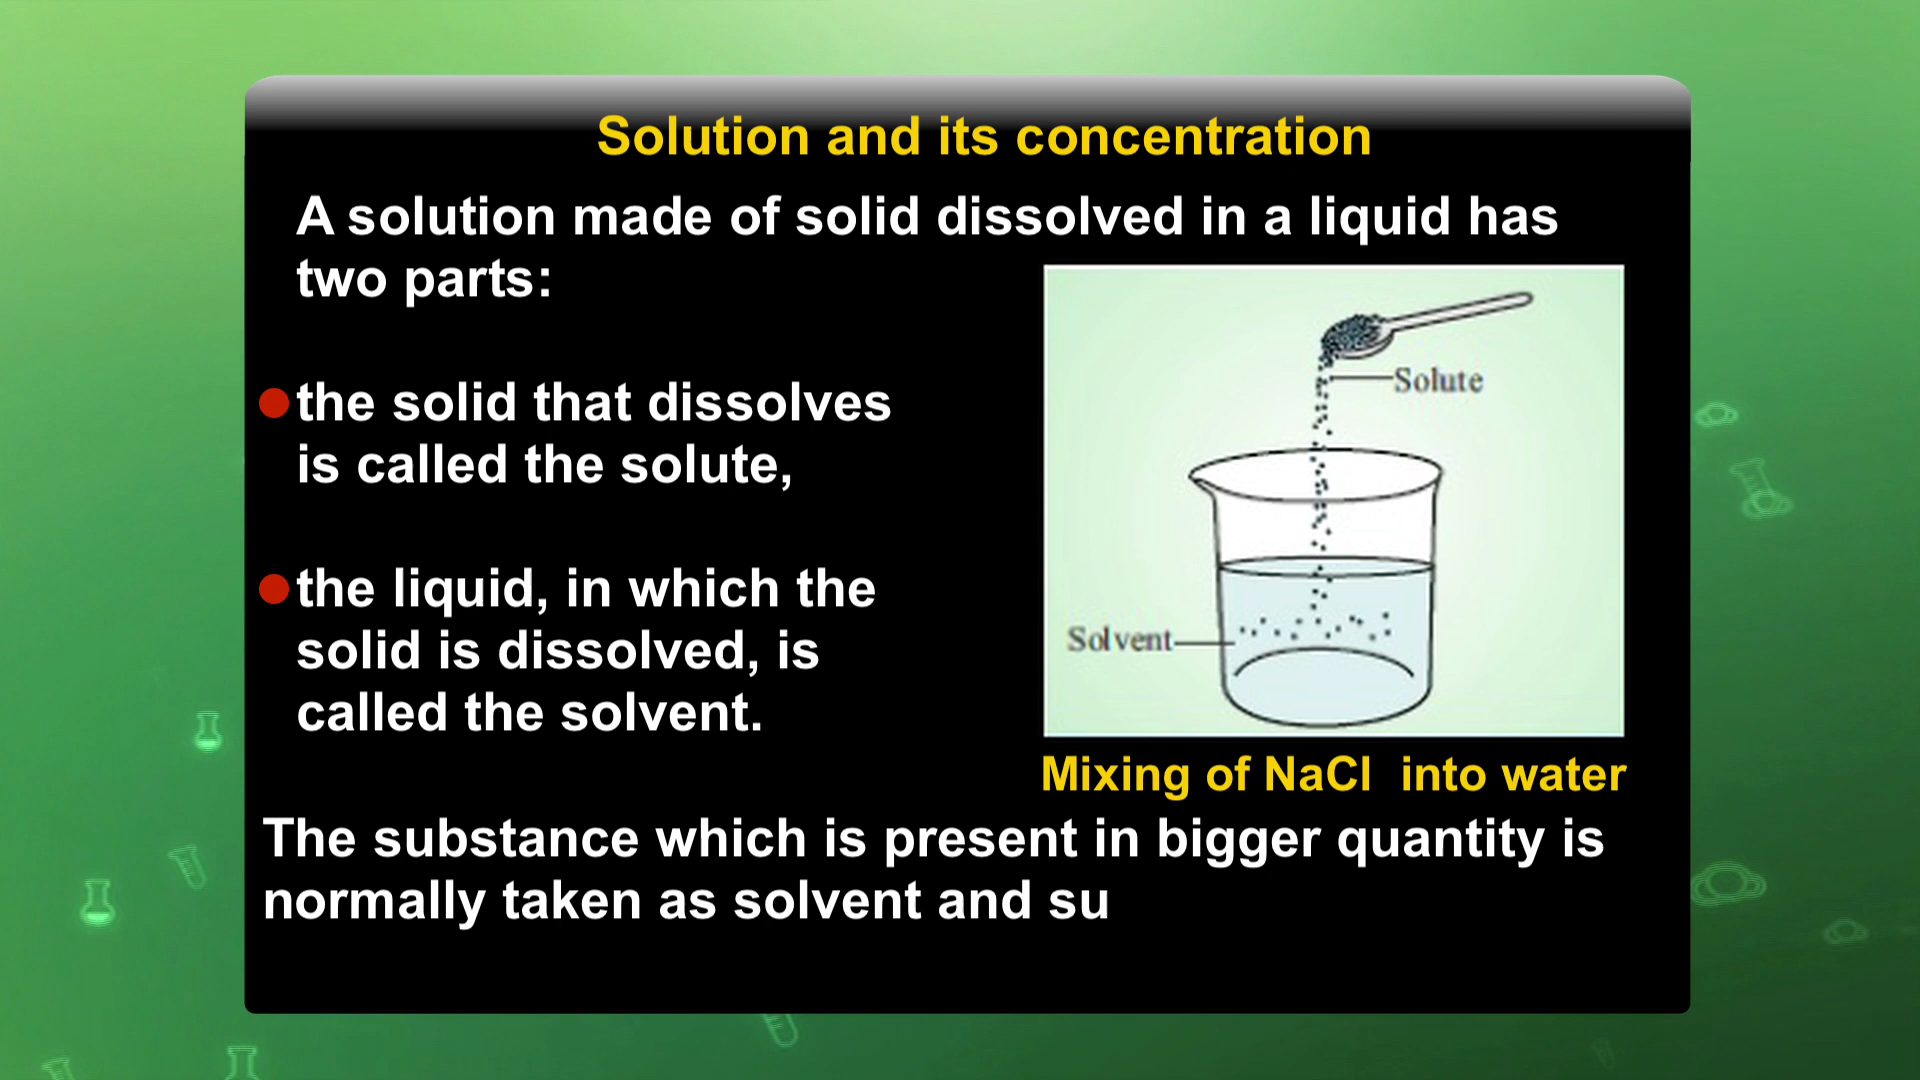 Solution and its concentration
A solution made of solid dissolved in a liquid has
two parts:
the solid that dissolves
is called the solute,
the liquid, in which the
solid is dissolved, is
called the solvent.
Solute
Solvent
Mixing of NaCl into water
The substance which is present in bigger quantity is
normally taken as solvent and su